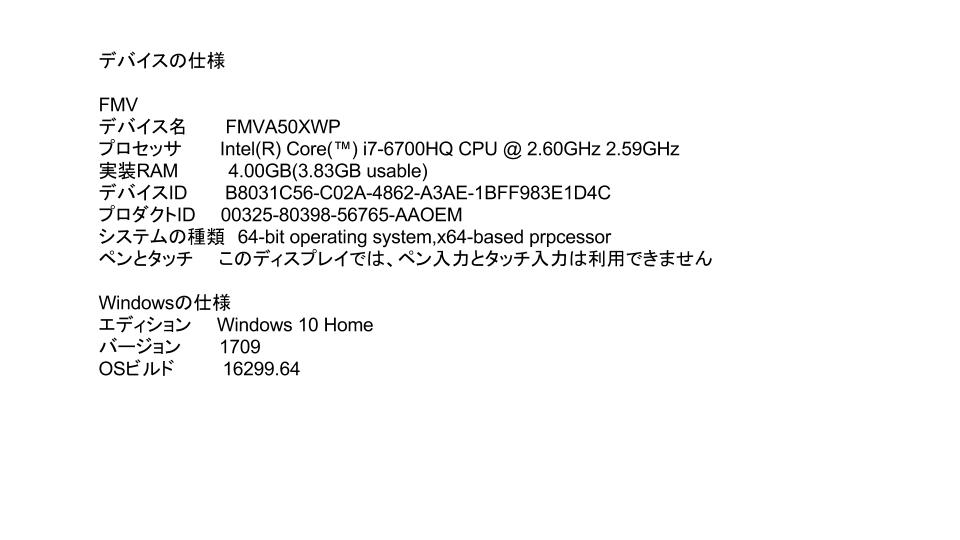 デバイスの仕様
FMV
デバイス名 FMVA50XWP
プロセッサ Intel(R) Core(™) i7-6700HQ CPU @ 2.60GHz 2.59GHz
実装RAM 4.00GB(3.83GB usable)
デバイスID B8031C56-C02A-4862-A3AE-1BFF983E1D4C
プロダクトID 00325-80398-56765-AAOEM
システムの種類 64-bit operating system,x64-based prpcessor
ペンとタッチ このディスプレイでは、ペン入力とタッチ入力は利用できません
Windowsの仕様
エディション Windows 10 Home
バージョン 1709
OSビルド 16299.64